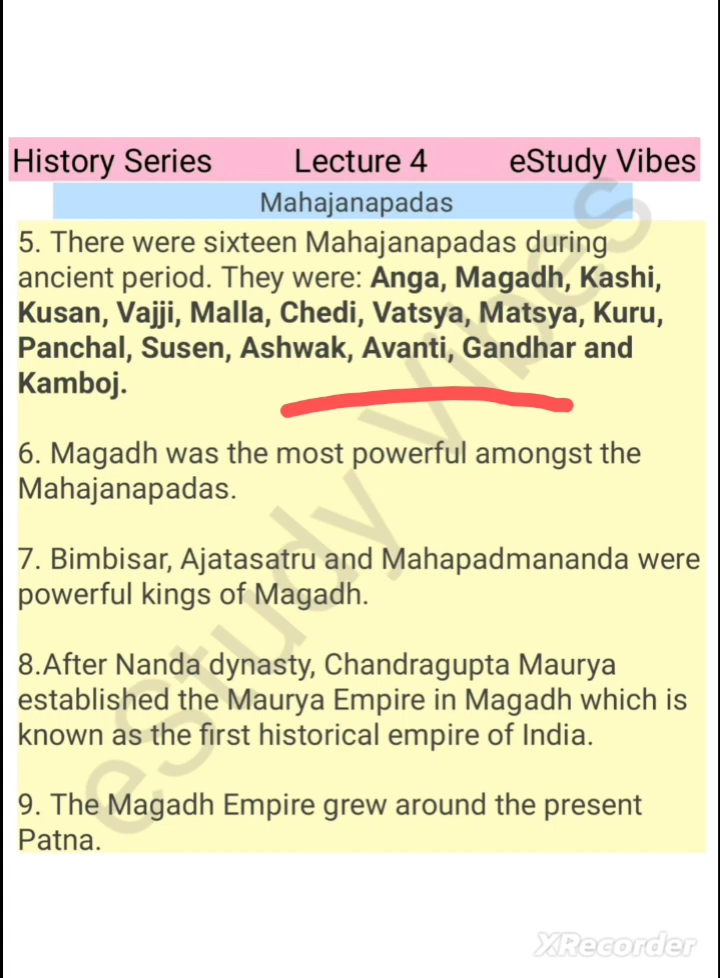 History Series Lecture 4 eStudy Vibes
Mahajanapadas
5. There were sixteen Mahajanapadas during
ancient period. They were: Anga, Magadh, Kashi,
Kusan, Vajji, Malla, Chedi, Vatsya, Matsya, Kuru,
Panchal, Susen, Ashwak, Avanti, Gandhar and
Kamboj.
6. Magadh was the most powerful amongst the
Mahajanapadas.
7. Bimbisar, Ajatasatru and Mahapadmananda were
powerful kings of Magadh.
8.After Nanda dynasty, Chandragupta Maurya
established the Maurya Empire in Magadh which is
known as the first historical empire of India.
9. The Magadh Empire grew around the present
Patna.
eStudy Vibes
XRecorder